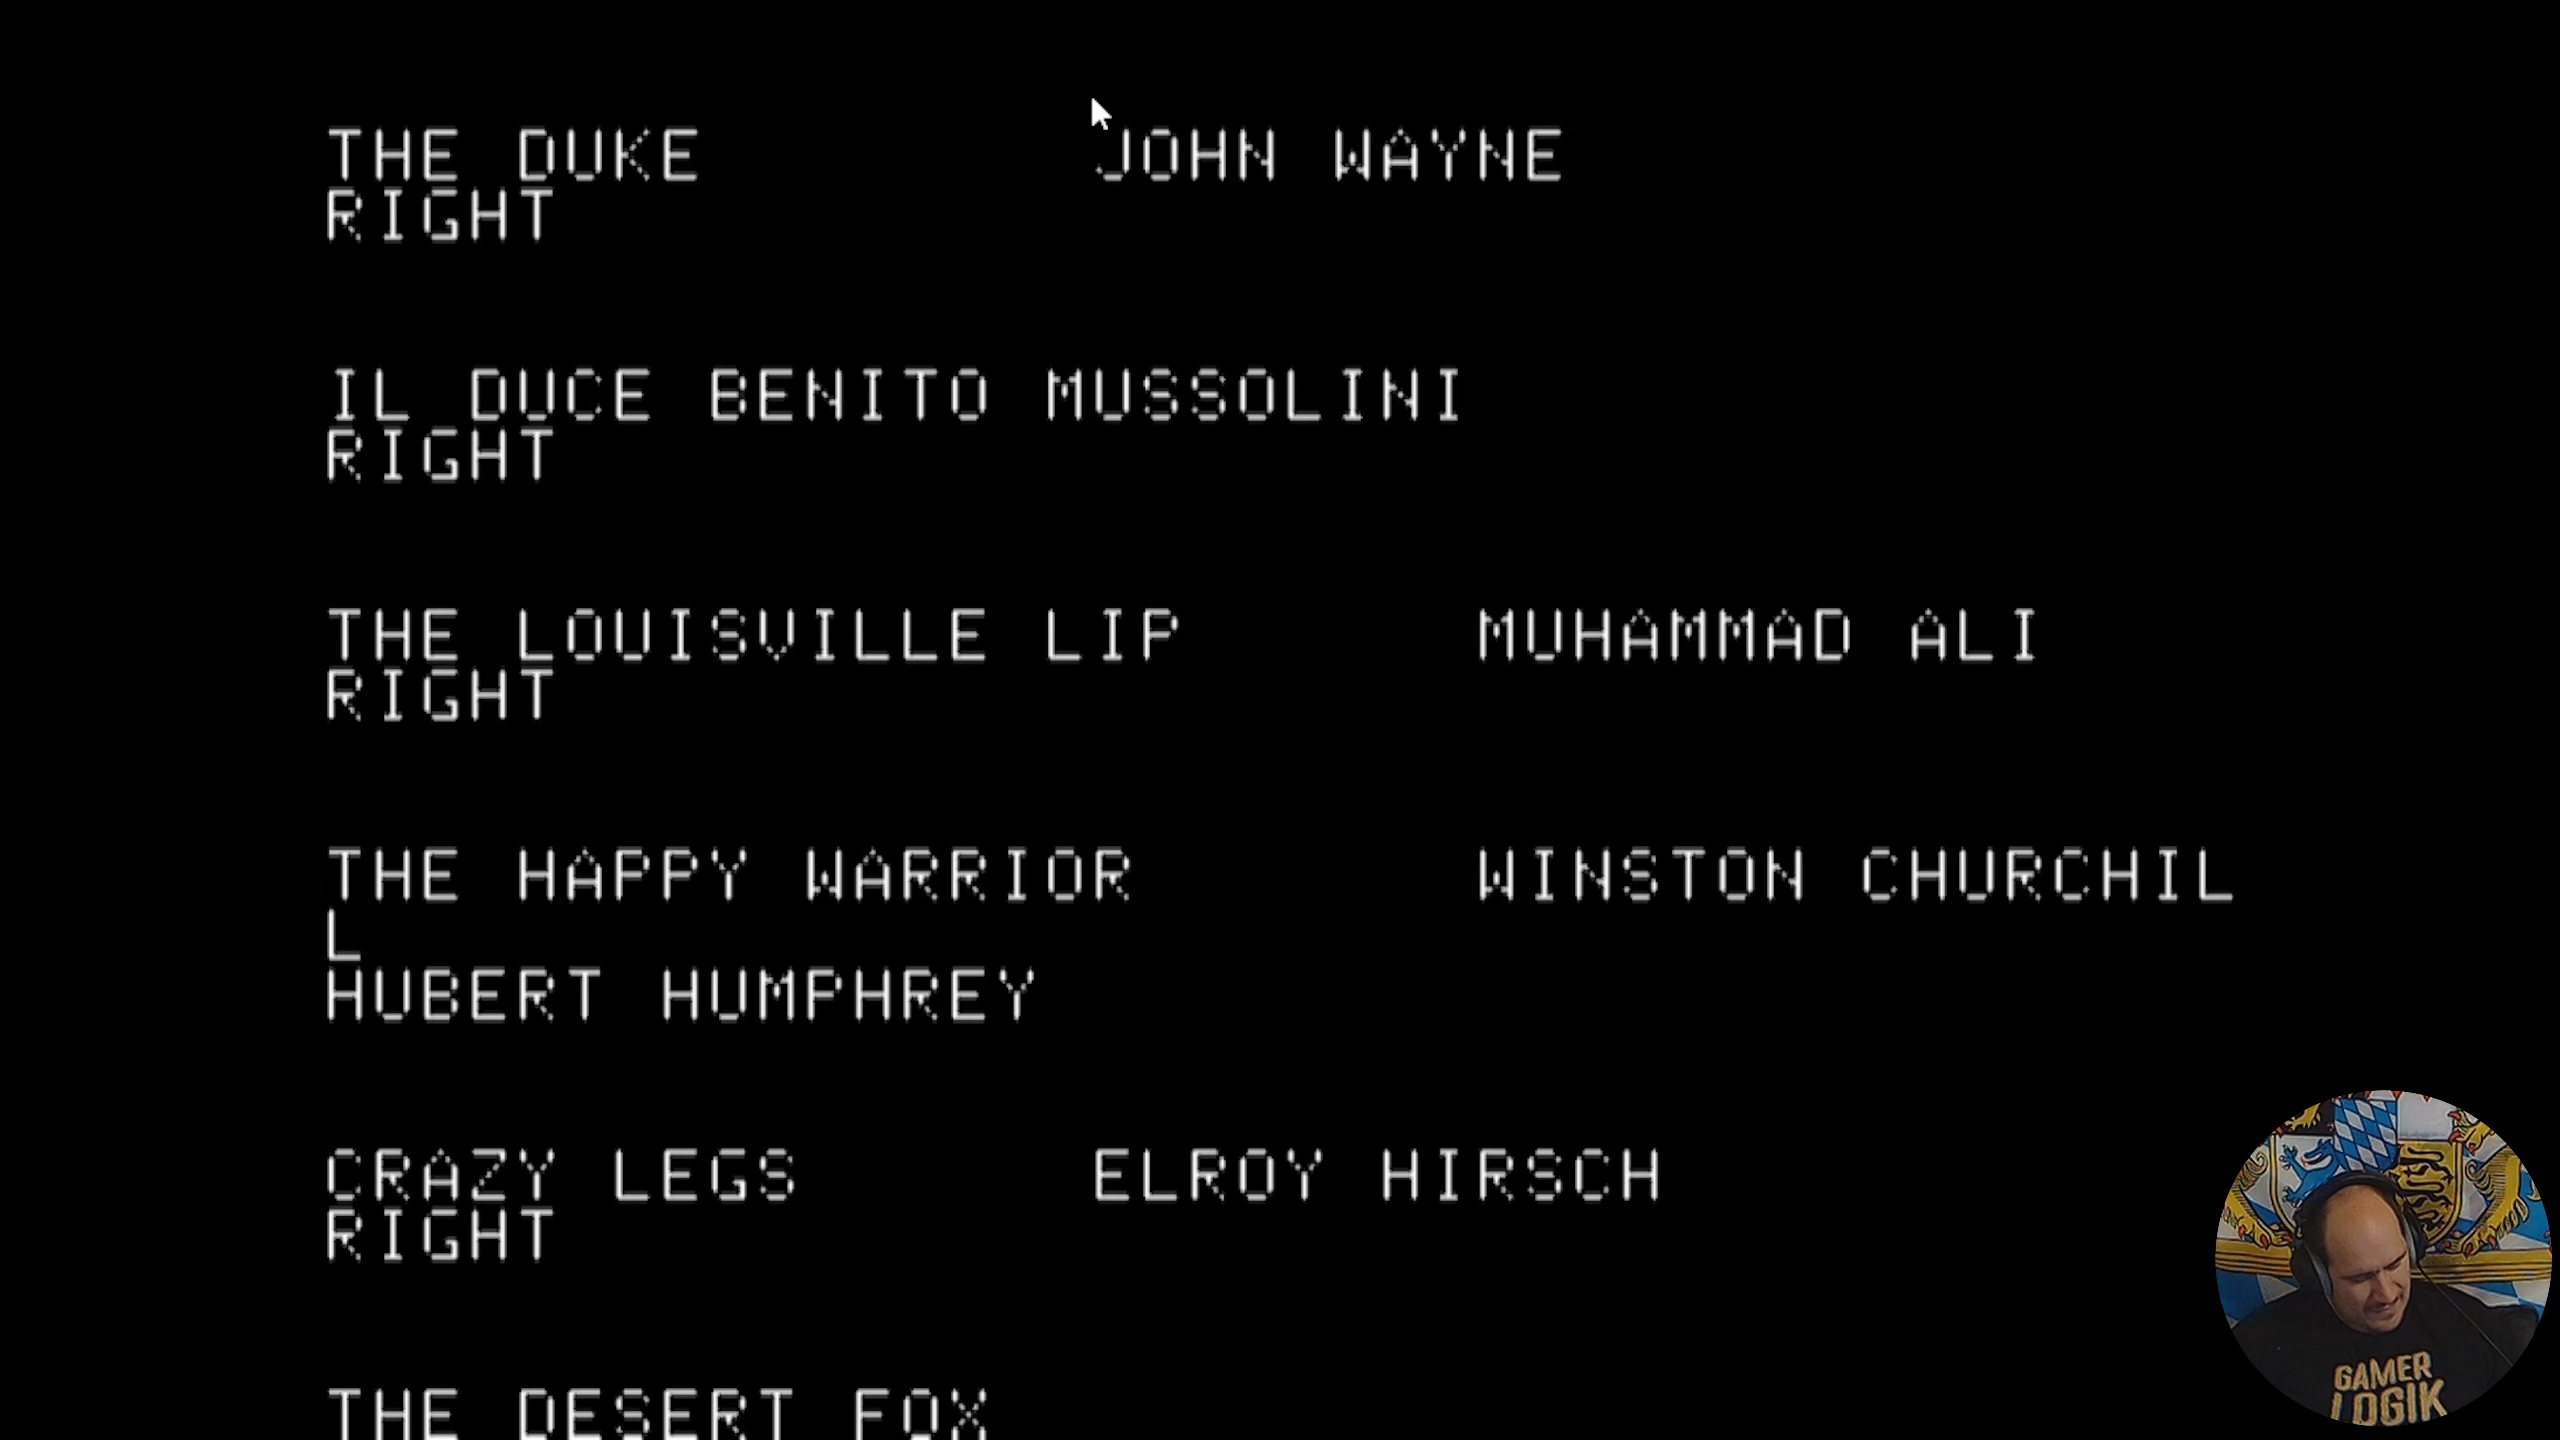 THE DUKE JOHN WAYNE
RIGHT
IL DUCE BENITO MUSSOLINI
RIGHT
THE LOUISVILLE LIP MUHAMMAD ALI
RIGHT
THE HAPPY WARRIOR WINSTON CHURCHIL
L
HUBERT HUMPHREY
CRAZY LEGS ELROY HIRSCH
RIGHT
THE DESERT FOX
GAMER
LOGIK